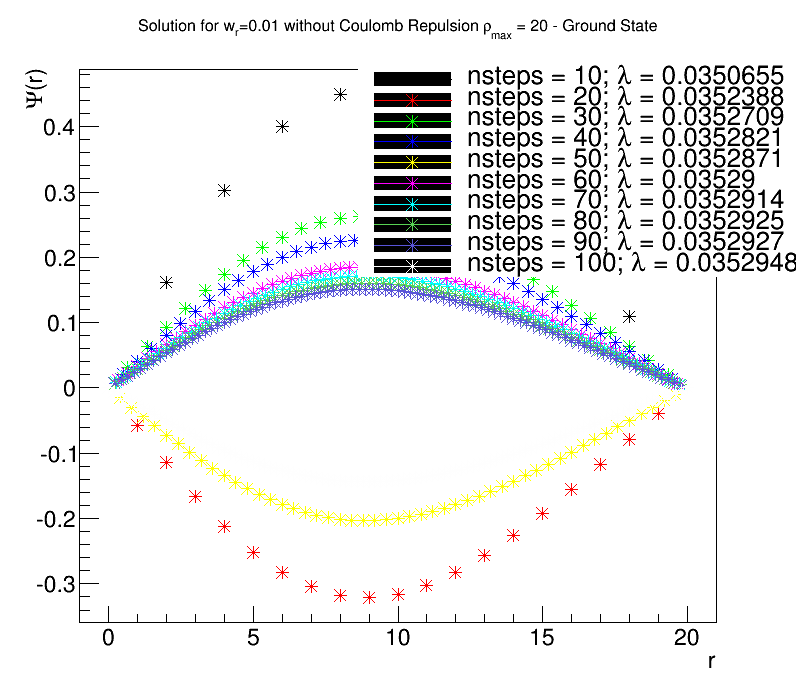 Solution for wr=0.01 without Coulomb Repulsion ρmax = 20 - Ground State
Ψ(r)
nsteps = 10; λ = 0.0350655
nsteps = 20; λ = 0.0352388
nsteps = 30; λ = 0.0352709
nsteps = 40; λ = 0.0352821
nsteps = 50; λ = 0.0352871
nsteps = 60; λ = 0.03529
nsteps = 70; λ = 0.0352914
nsteps = 80; λ = 0.0352925
nsteps = 90; λ = 0.0352927
nsteps = 100; λ = 0.0352948
0.4
0.3
0.2
0.1
0
-0.1
-0.2
-0.3
0 5 10 15 20
r